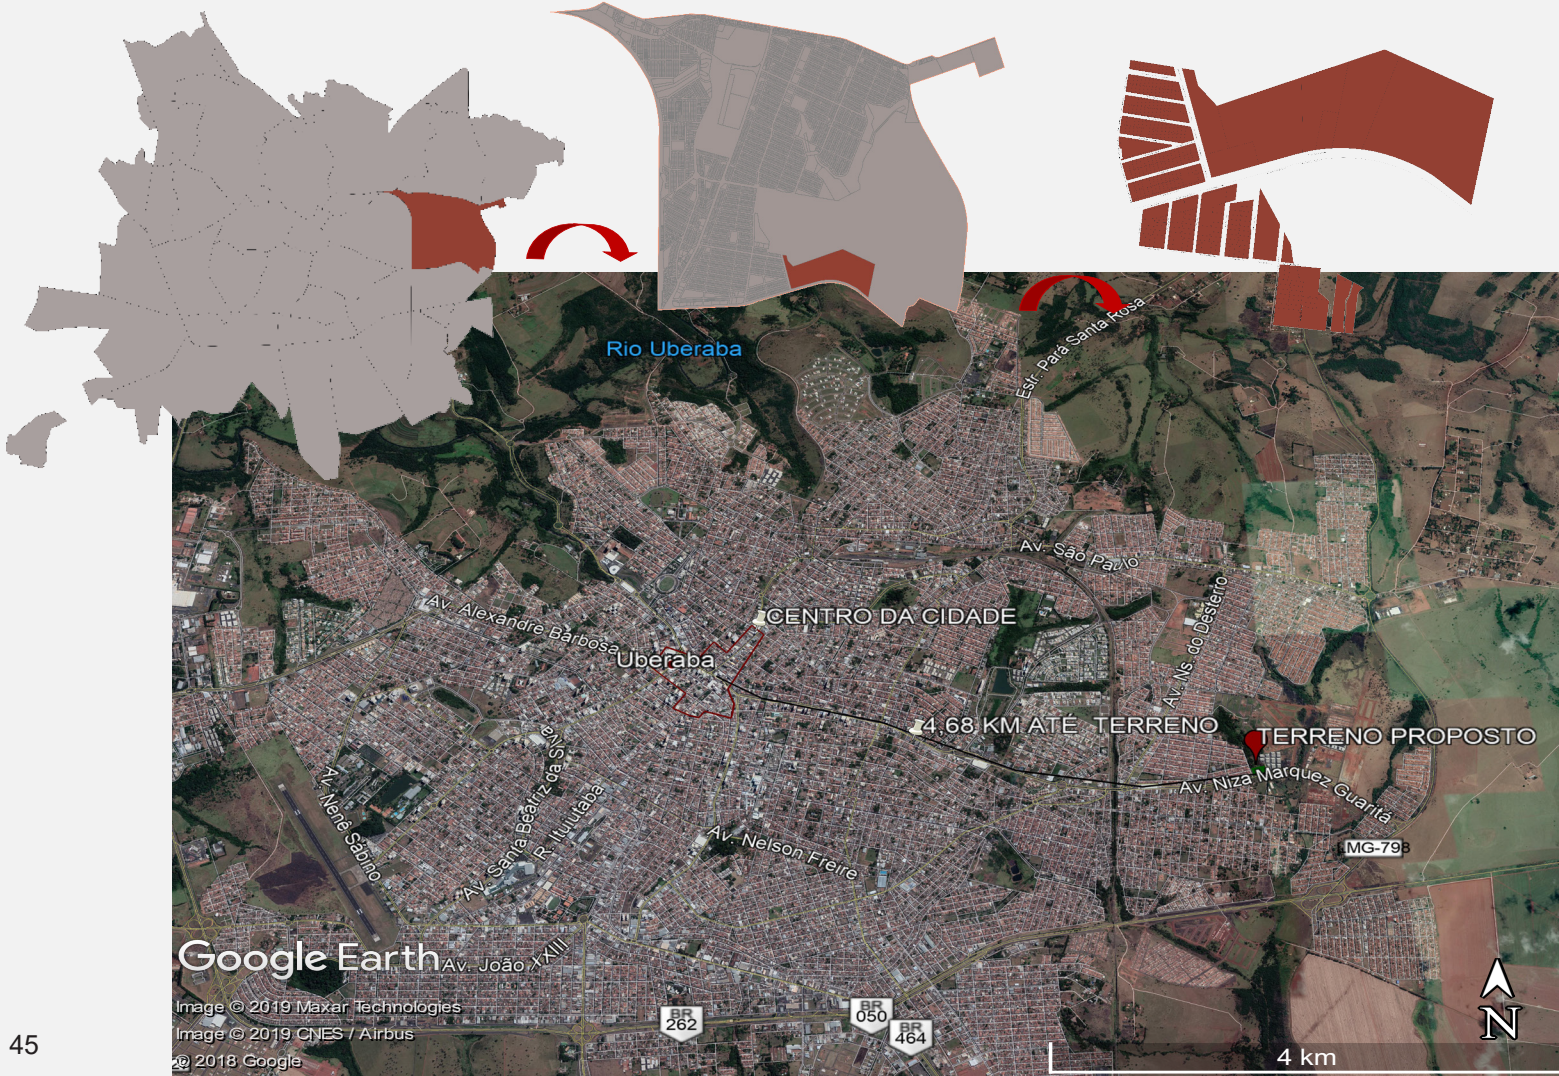 Rio Uberaba
Estr. Pará Santa Rosa
Av. São Paulo
Av. Alexandre Barbosa
CENTRO DA CIDADE
Uberaba
Av. Ns. do Desterro
4,68 KM ATÉ TERRENO
TERRENO PROPOSTO
Av. Niza Marquez Guaritá
Av. Nenê Sabino
Av. Santa Beatriz da Silva
R. Ituiutaba
Av. Nelson Freire
MG-798
Google Earth
Av. João XXIII
Image © 2019 Maxar Technologies
Image © 2019 CNES / Airbus
© 2018 Google
BR
262
BR
050
BR
464
N
4 km
45